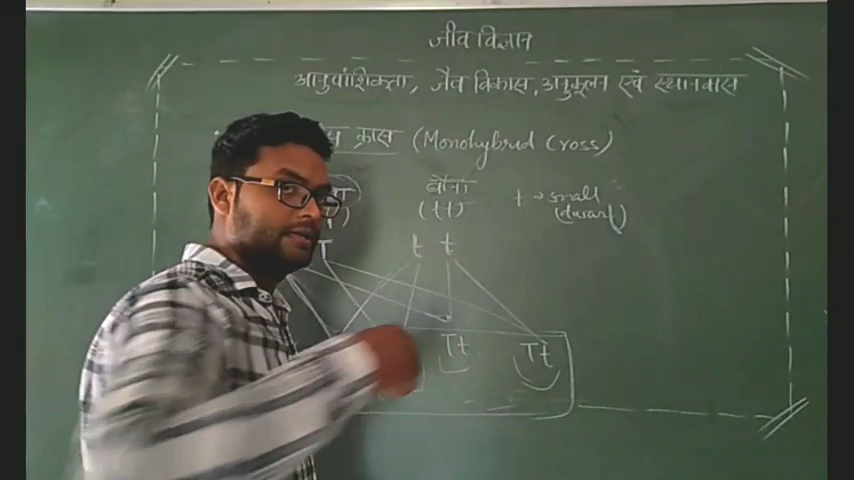 जीव विज्ञान
आनुवांशिकता, जैव विकास, अनुकूलन एवं स्थानवास
क्रास (Monohybrid Cross)
बौना
(tt)
t → small
(dwarf)
T t t
Tt Tt